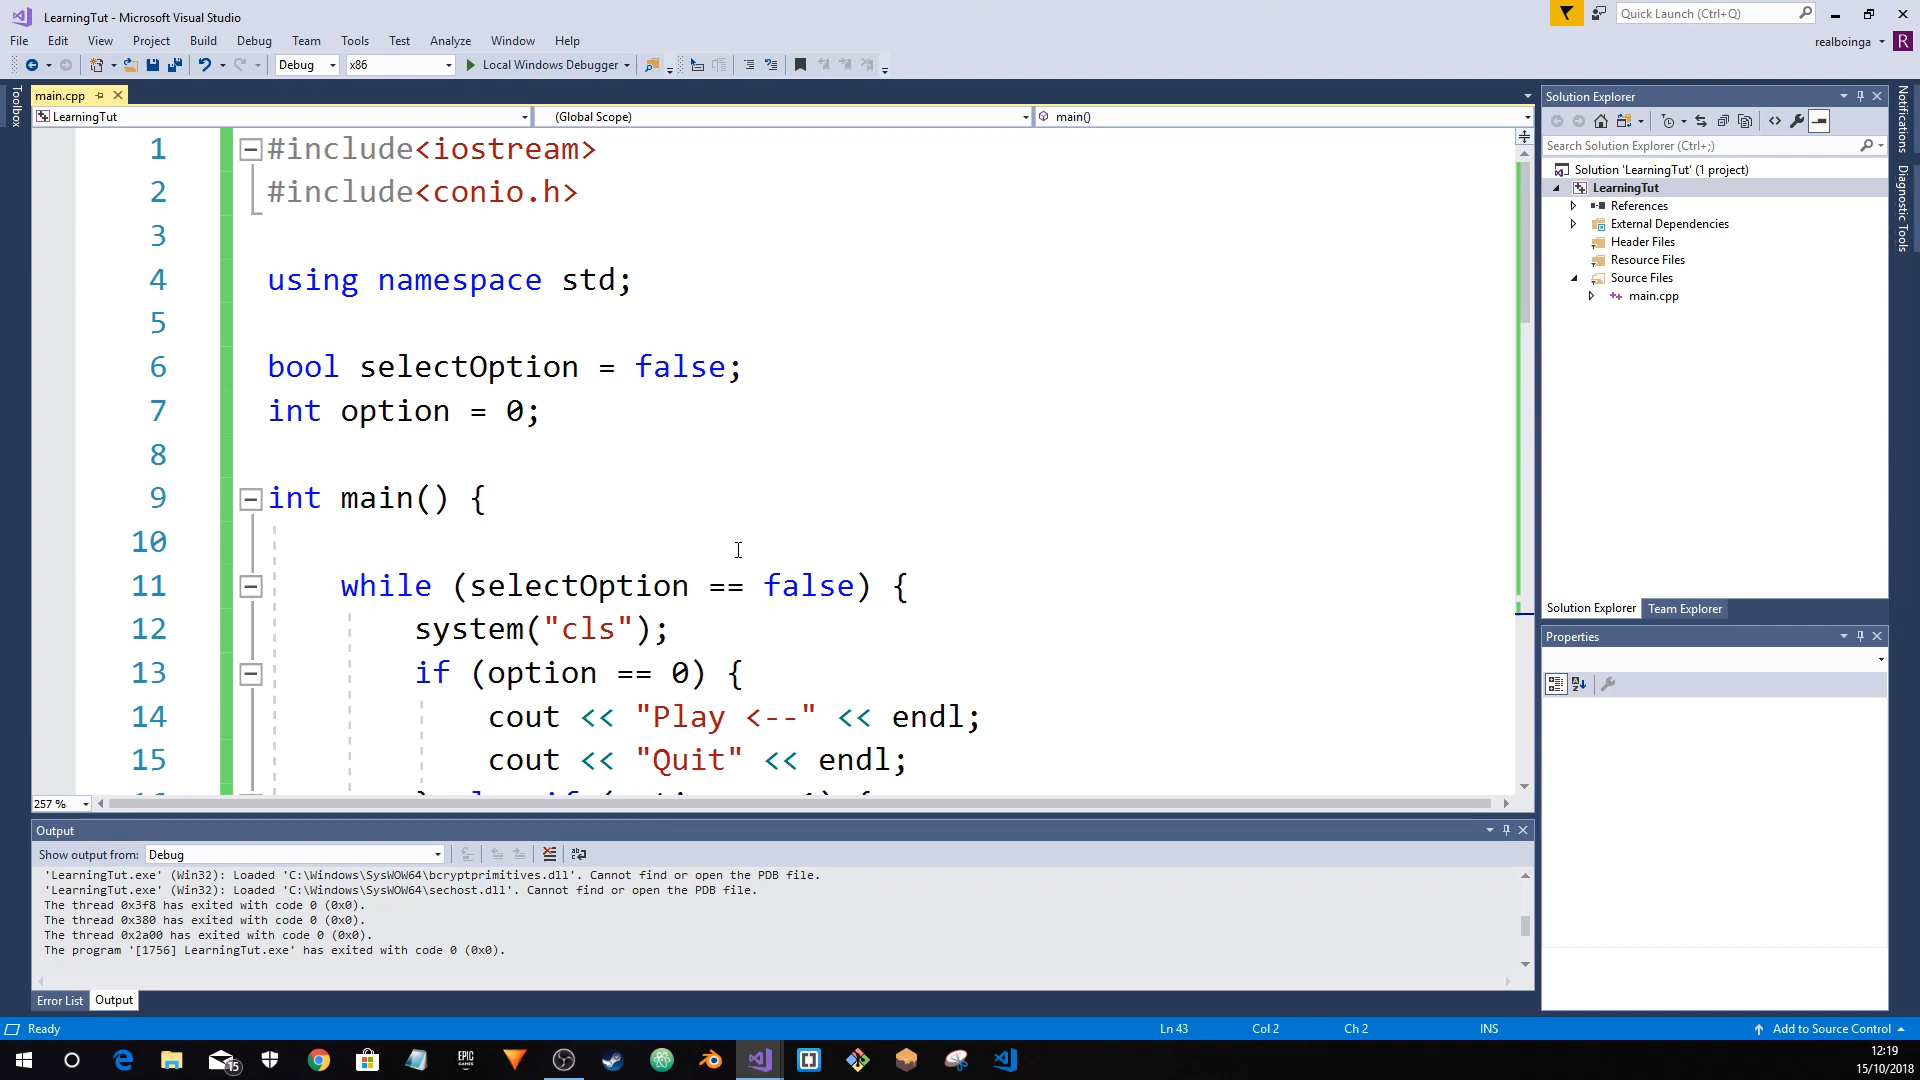 LearningTut - Microsoft Visual Studio
Quick Launch (Ctrl+Q)
File Edit View Project Build Debug Team Tools Test Analyze Window Help
realboinga R
Debug x86 Local Windows Debugger
Toolbox
main.cpp
LearningTut (Global Scope) main()
1 #include<iostream>
2 #include<conio.h>
3
4 using namespace std;
5
6 bool selectOption = false;
7 int option = 0;
8
9 int main() {
10
11 while (selectOption == false) {
12 system("cls");
13 if (option == 0) {
14 cout << "Play <--" << endl;
15 cout << "Quit" << endl;
257 %
Output
Show output from: Debug
'LearningTut.exe' (Win32): Loaded 'C:\Windows\SysWOW64\bcryptprimitives.dll'. Cannot find or open the PDB file.
'LearningTut.exe' (Win32): Loaded 'C:\Windows\SysWOW64\sechost.dll'. Cannot find or open the PDB file.
The thread 0x3f8 has exited with code 0 (0x0).
The thread 0x380 has exited with code 0 (0x0).
The thread 0x2a00 has exited with code 0 (0x0).
The program '[1756] LearningTut.exe' has exited with code 0 (0x0).
Error List Output
Solution Explorer
Search Solution Explorer (Ctrl+;)
Solution 'LearningTut' (1 project)
LearningTut
References
External Dependencies
Header Files
Resource Files
Source Files
main.cpp
Solution Explorer Team Explorer
Properties
Notifications
Diagnostic Tools
Ready Ln 43 Col 2 Ch 2 INS Add to Source Control
15
EPIC GAMES
12:19
15/10/2018